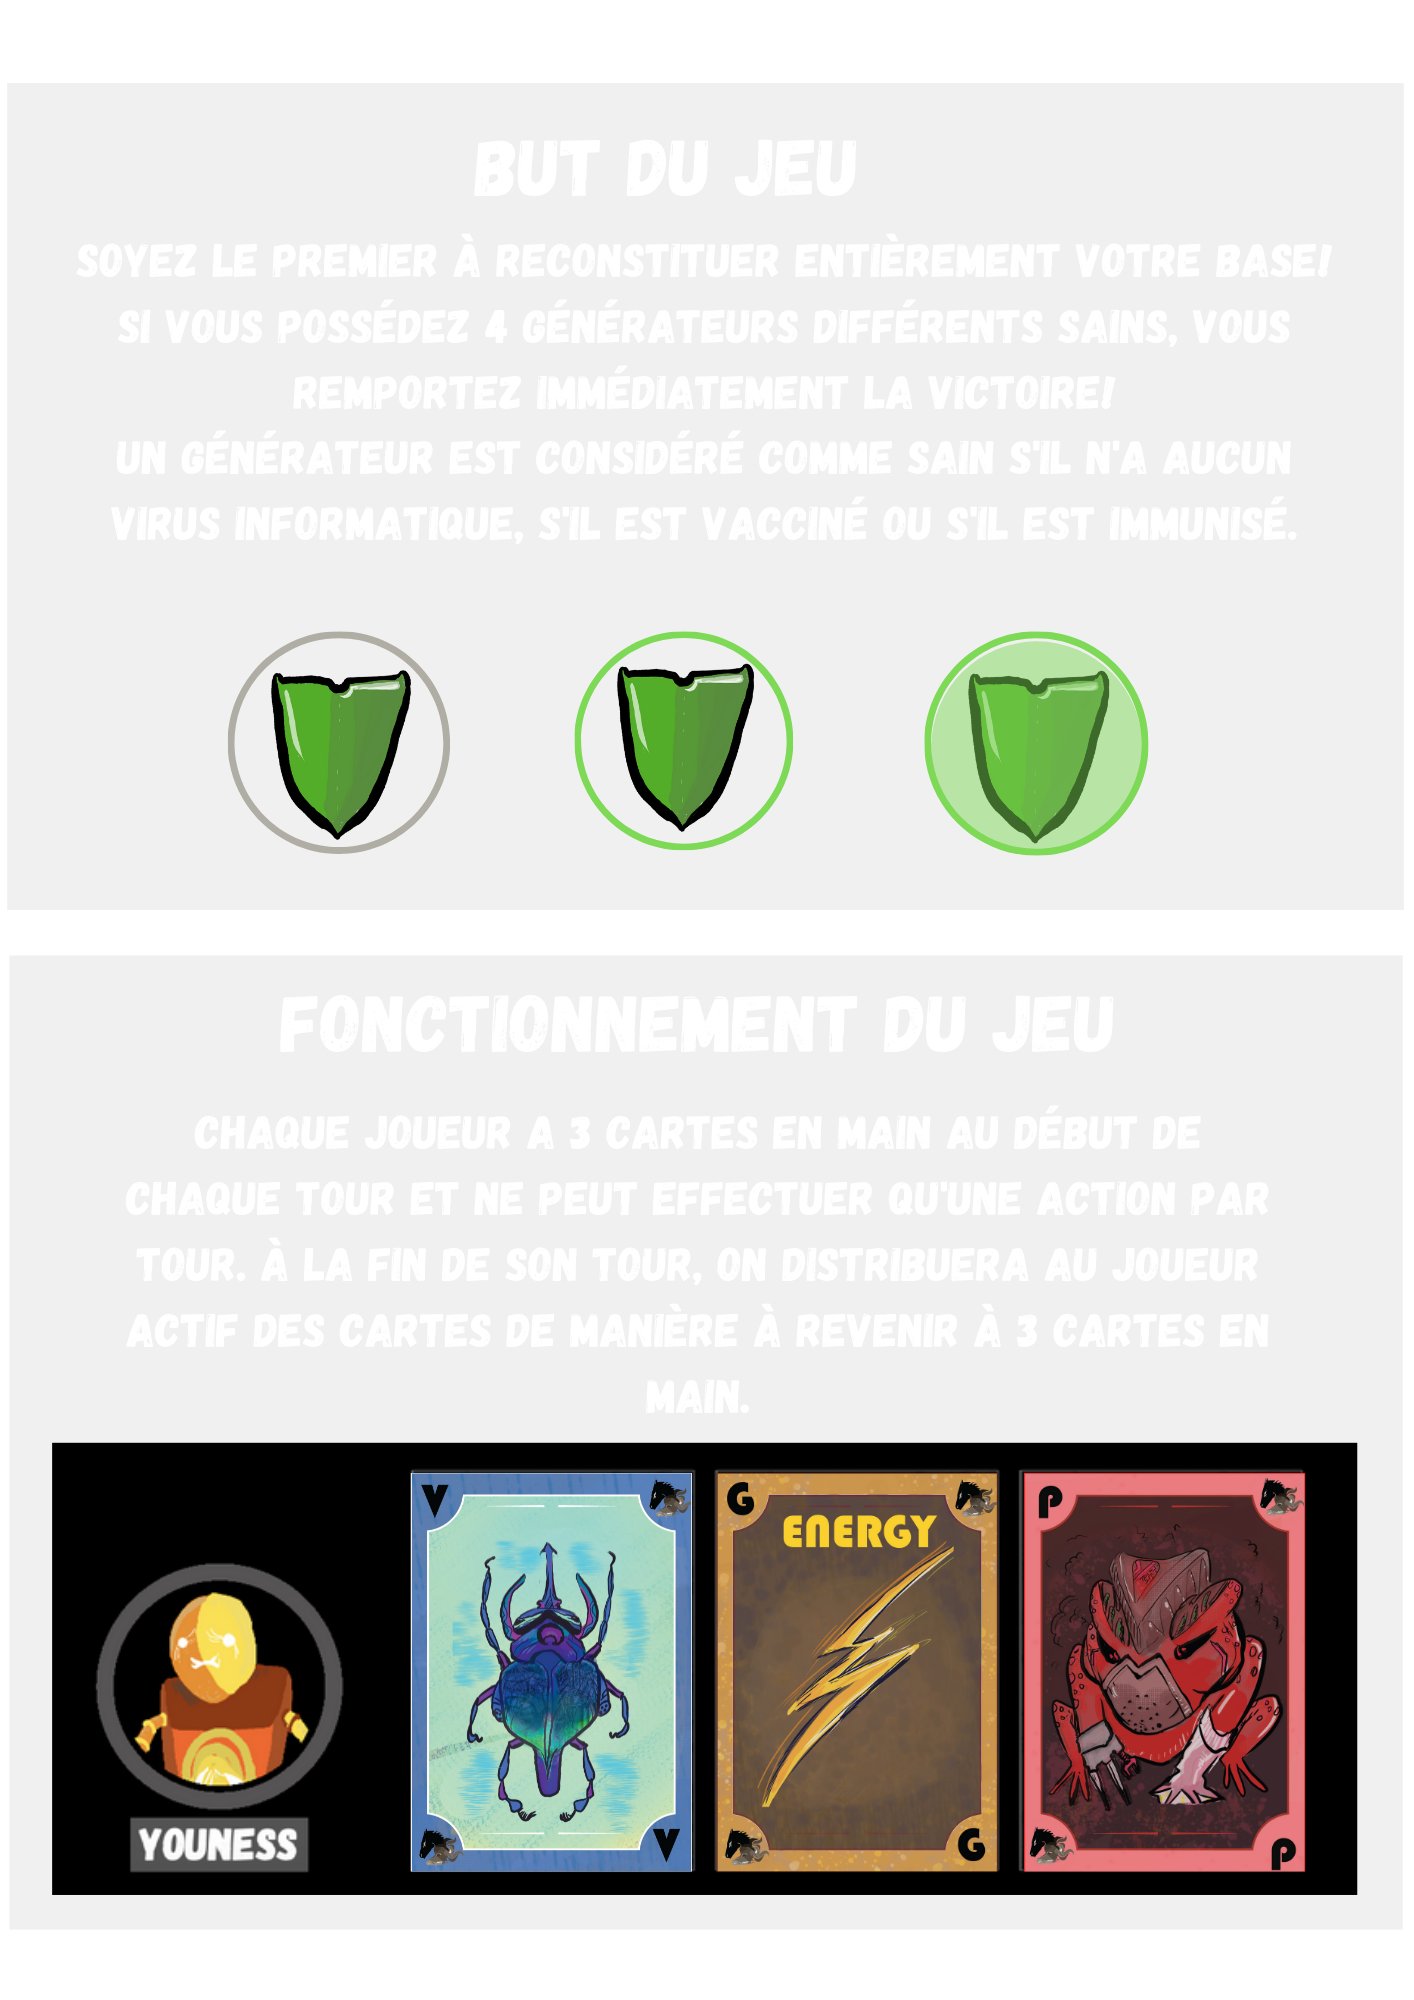 BUT DU JEU
SOYEZ LE PREMIER À RECONSTITUER ENTIÈREMENT VOTRE BASE!
SI VOUS POSSÉDEZ 4 GÉNÉRATEURS DIFFÉRENTS SAINS, VOUS
REMPORTEZ IMMÉDIATEMENT LA VICTOIRE!
UN GÉNÉRATEUR EST CONSIDÉRÉ COMME SAIN S'IL N'A AUCUN
VIRUS INFORMATIQUE, S'IL EST VACCINÉ OU S'IL EST IMMUNISÉ.
FONCTIONNEMENT DU JEU
CHAQUE JOUEUR A 3 CARTES EN MAIN AU DÉBUT DE
CHAQUE TOUR ET NE PEUT EFFECTUER QU'UNE ACTION PAR
TOUR. À LA FIN DE SON TOUR, ON DISTRIBUERA AU JOUEUR
ACTIF DES CARTES DE MANIÈRE À REVENIR À 3 CARTES EN
MAIN.
YOUNESS
V
V
G
ENERGY
G
P
P